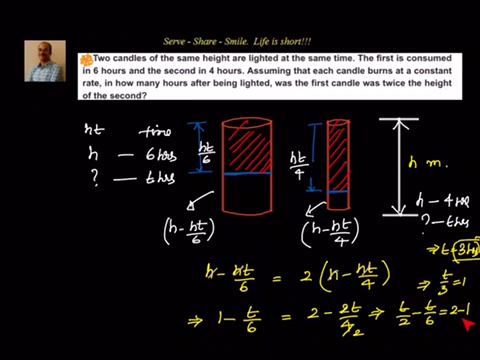 Serve - Share - Smile. Life is short!!!
Two candles of the same height are lighted at the same time. The first is consumed
in 6 hours and the second in 4 hours. Assuming that each candle burns at a constant
rate, in how many hours after being lighted, was the first candle was twice the height
of the second?
ht time
h — 6 hrs
? — t hrs
ht/6
ht/4
h m.
(h - ht/6)
(h - ht/4)
h - 4 hrs
? - t hrs
h - ht/6 = 2 (h - ht/4)
⇒ 1 - t/6 = 2 - 2t/4 2 ⇒ t/2 - t/6 = 2-1
⇒ t/3 = 1
⇒ t = 3 hrs